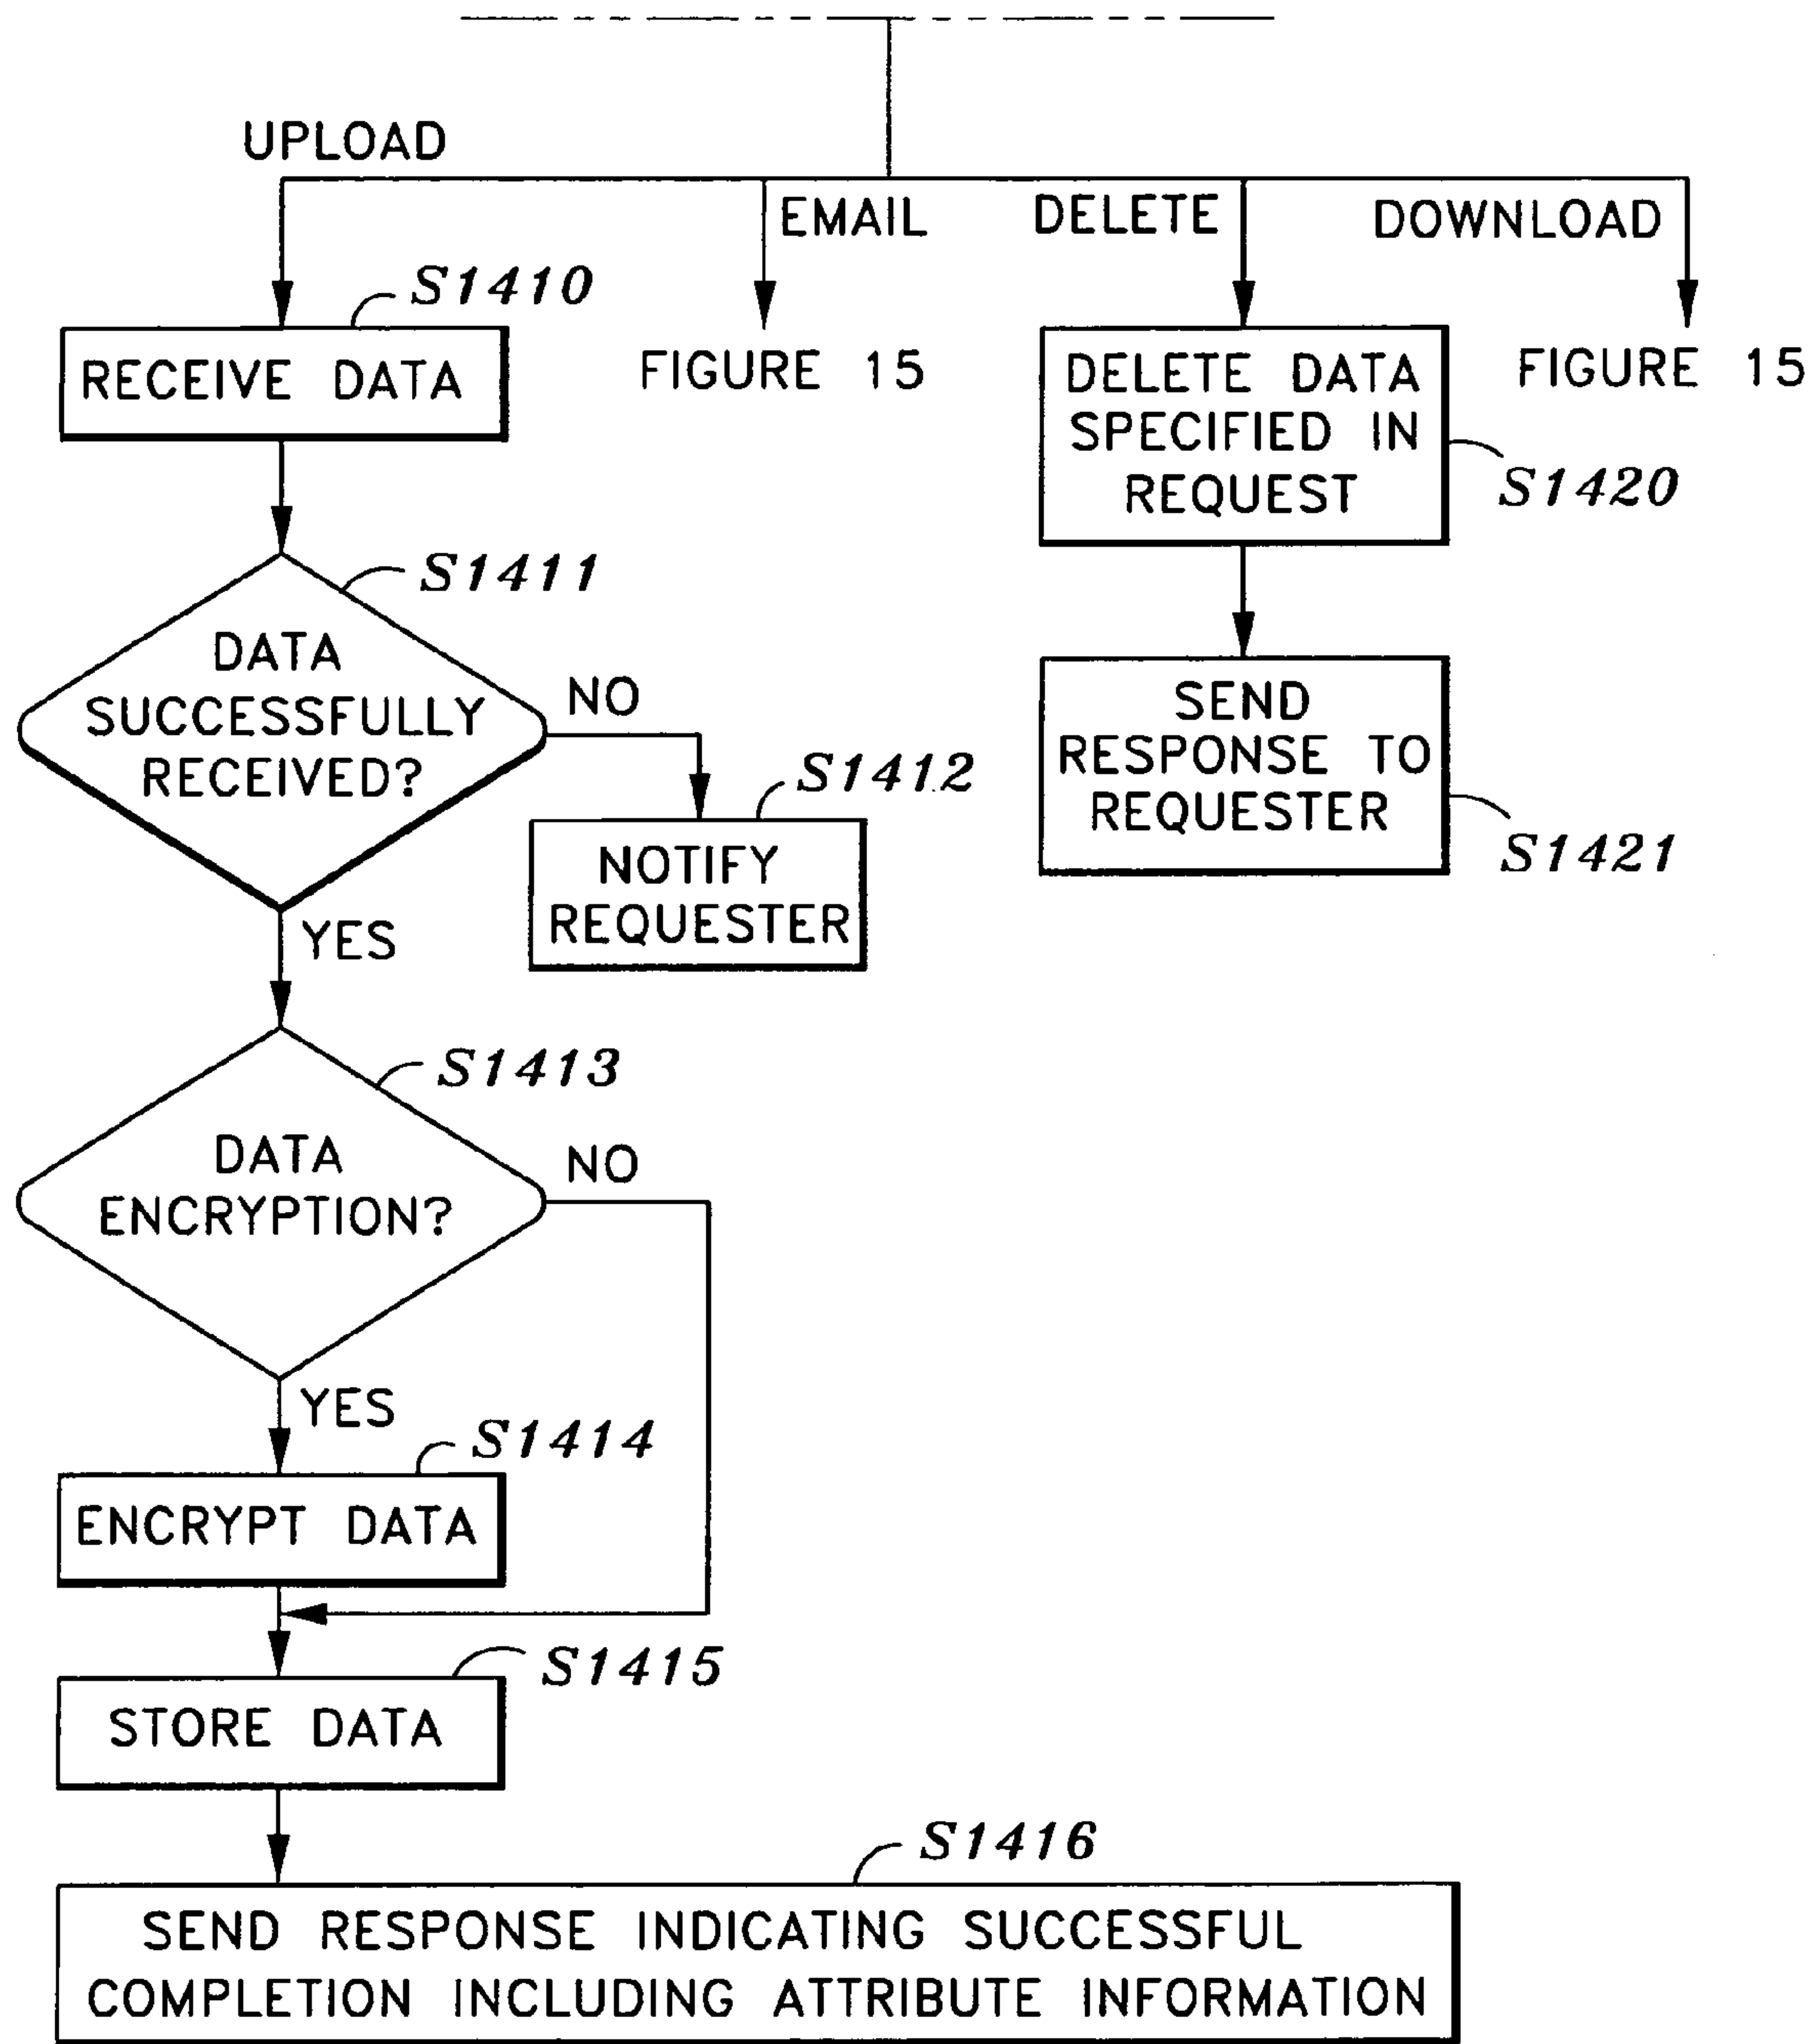 UPLOAD
EMAIL
DELETE
DOWNLOAD
S1410
RECEIVE DATA
FIGURE 15
DELETE DATA
SPECIFIED IN
REQUEST
S1420
FIGURE 15
S1411
DATA
SUCCESSFULLY
RECEIVED?
NO
S1412
NOTIFY
REQUESTER
SEND
RESPONSE TO
REQUESTER
S1421
YES
S1413
DATA
ENCRYPTION?
NO
YES
S1414
ENCRYPT DATA
S1415
STORE DATA
S1416
SEND RESPONSE INDICATING SUCCESSFUL
COMPLETION INCLUDING ATTRIBUTE INFORMATION